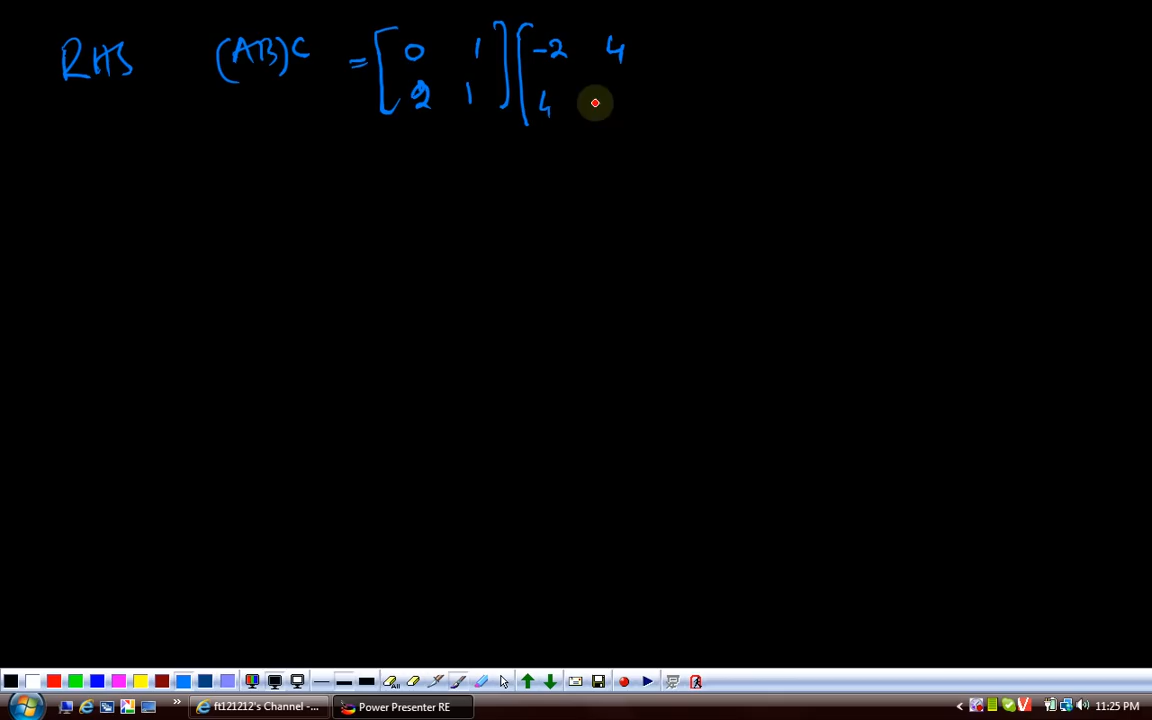 RHS (AB)C = [ 0 1 ] [ -2 4
2 1 4
ft121212's Channel -... Power Presenter RE 11:25 PM